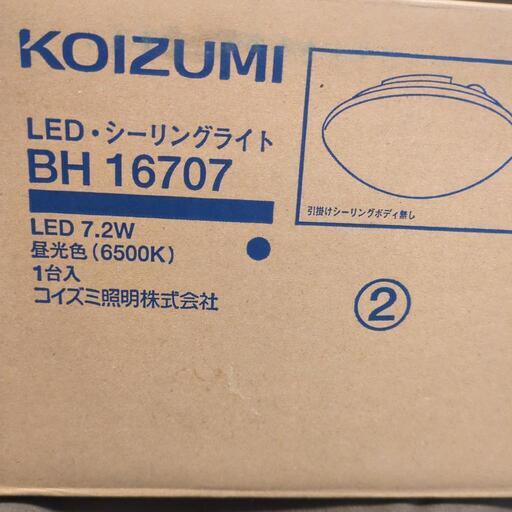 KOIZUMI
LED・シーリングライト
BH 16707
LED 7.2W
昼光色(6500K)
1台入
コイズミ照明株式会社
引掛けシーリングボディ無し
②